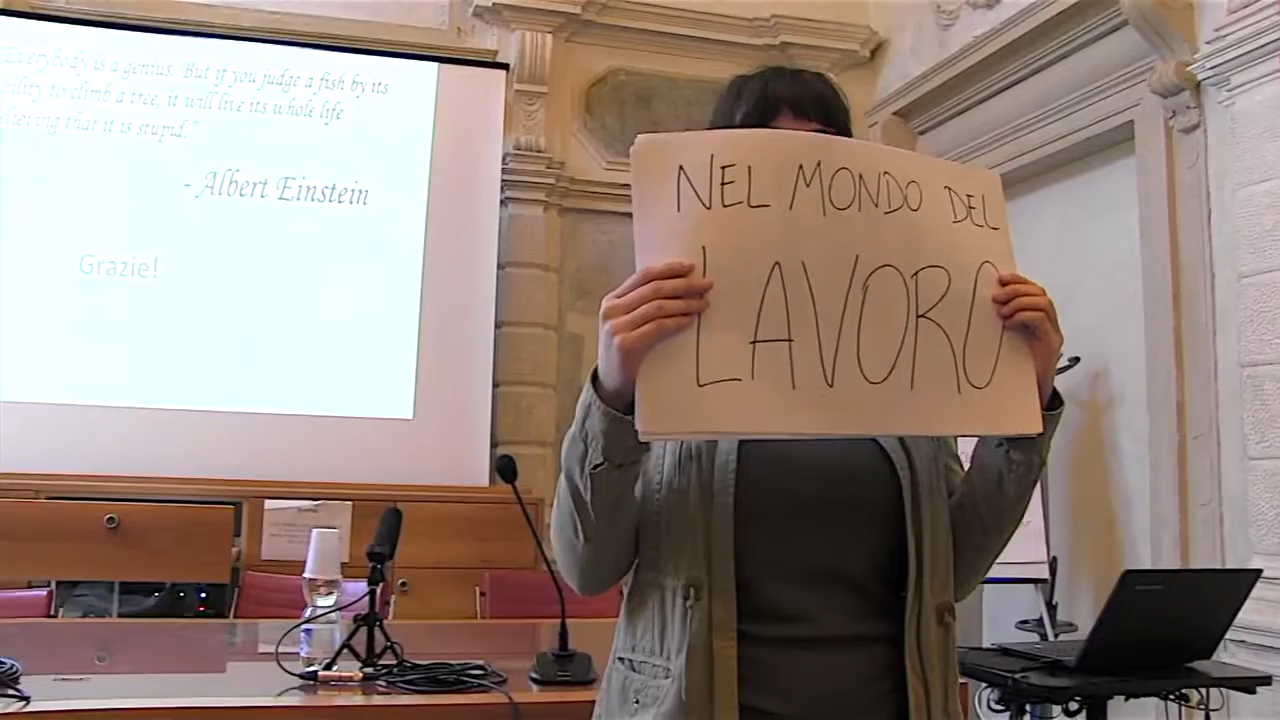 "Everybody is a genius. But if you judge a fish by its
ability to climb a tree, it will live its whole life
believing that it is stupid."
- Albert Einstein
Grazie!
NEL MONDO DEL
LAVORO